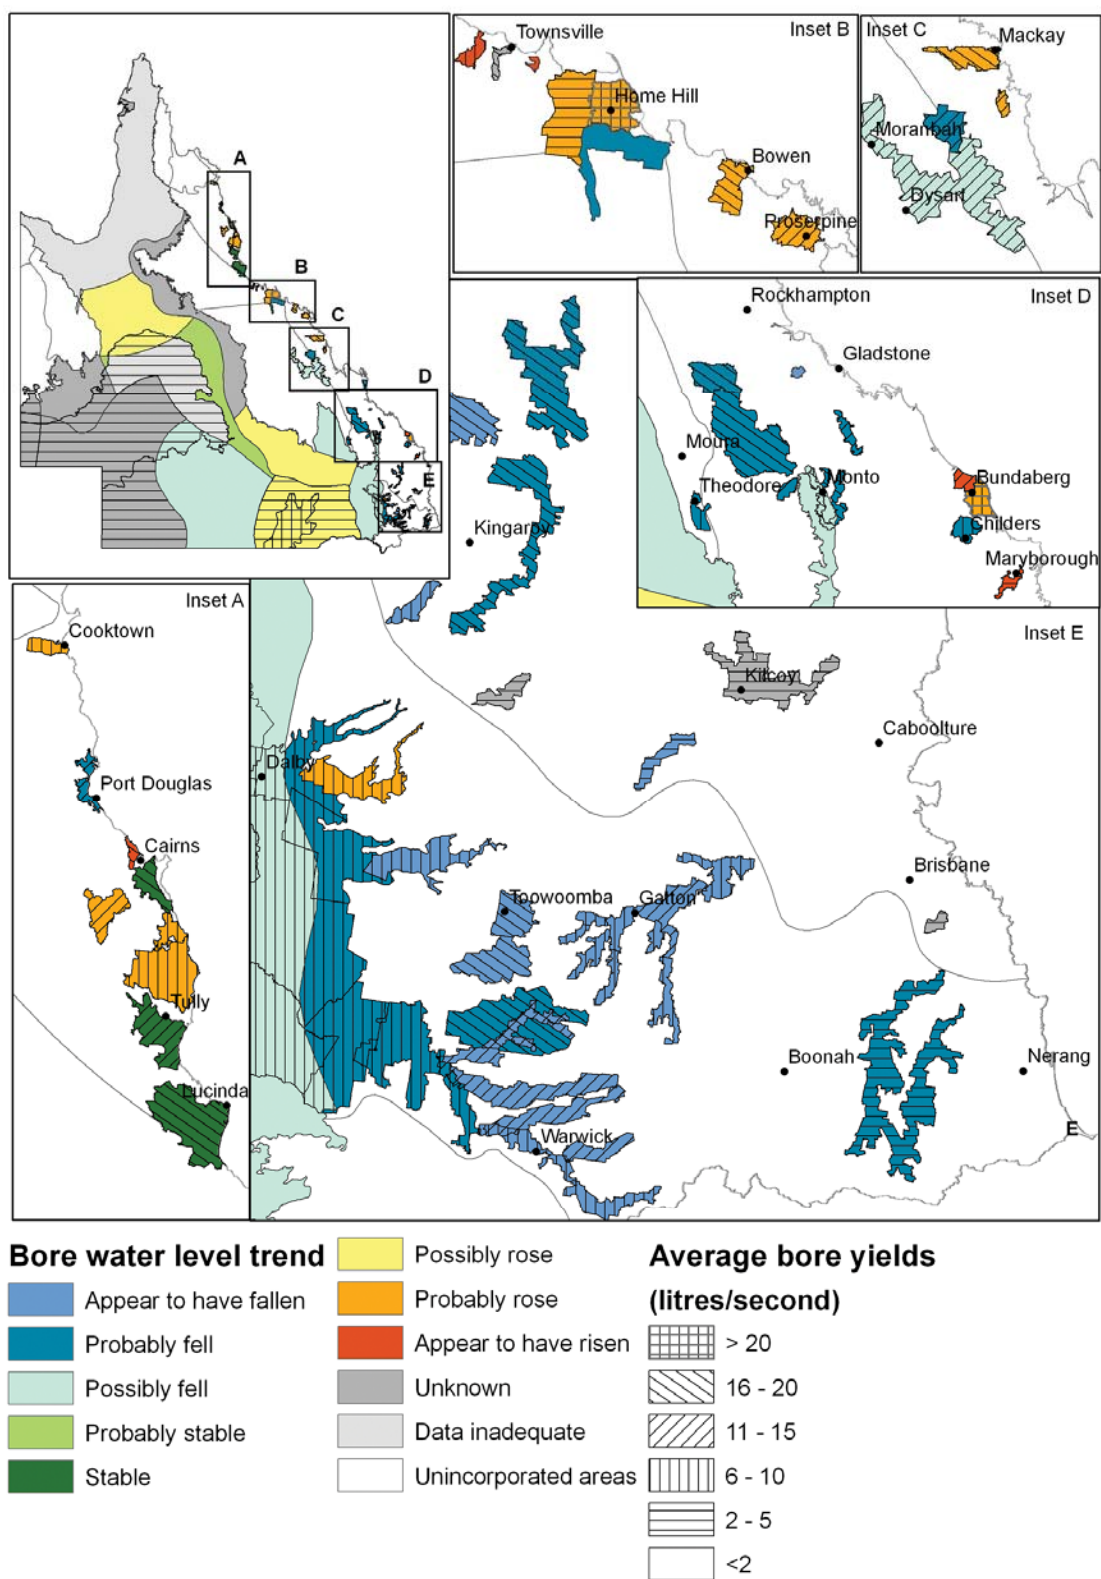 A
B
C
D
E
Inset B
Townsville
Home Hill
Bowen
Proserpine
Inset C
Mackay
Moranbah
Dysart
Inset D
Rockhampton
Gladstone
Moura
Theodore
Monto
Bundaberg
Childers
Maryborough
Inset A
Cooktown
Port Douglas
Cairns
Tully
Lucinda
Inset E
Kingaroy
Kilcoy
Caboolture
Dalby
Brisbane
Toowoomba
Gatton
Boonah
Nerang
E
Warwick
Bore water level trend
Appear to have fallen
Probably fell
Possibly fell
Probably stable
Stable
Possibly rose
Probably rose
Appear to have risen
Unknown
Data inadequate
Unincorporated areas
Average bore yields
(litres/second)
> 20
16 - 20
11 - 15
6 - 10
2 - 5
<2